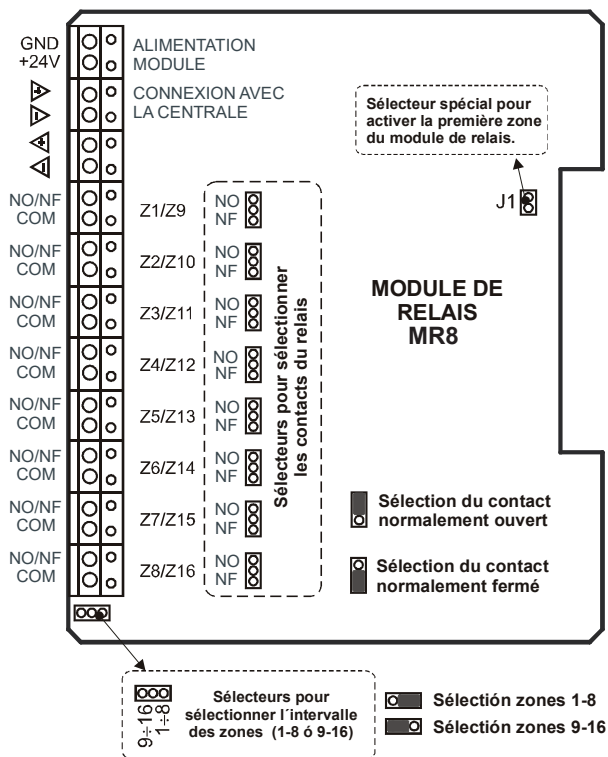 GND
+24V
ALIMENTATION
MODULE
CONNEXION AVEC
LA CENTRALE
+
-
+
-
Sélecteur spécial pour
activer la première zone
du module de relais.
J1
NO/NF
COM
Z1/Z9
NO
NF
NO/NF
COM
Z2/Z10
NO
NF
NO/NF
COM
Z3/Z11
NO
NF
NO/NF
COM
Z4/Z12
NO
NF
NO/NF
COM
Z5/Z13
NO
NF
NO/NF
COM
Z6/Z14
NO
NF
NO/NF
COM
Z7/Z15
NO
NF
NO/NF
COM
Z8/Z16
NO
NF
Sélecteurs pour sélectionner
les contacts du relais
MODULE DE
RELAIS
MR8
Sélection du contact
normalement ouvert
Sélection du contact
normalement fermé
9÷16
1÷8
Sélecteurs pour
sélectionner l´intervalle
des zones (1-8 ó 9-16)
Sélectión zones 1-8
Sélectión zones 9-16